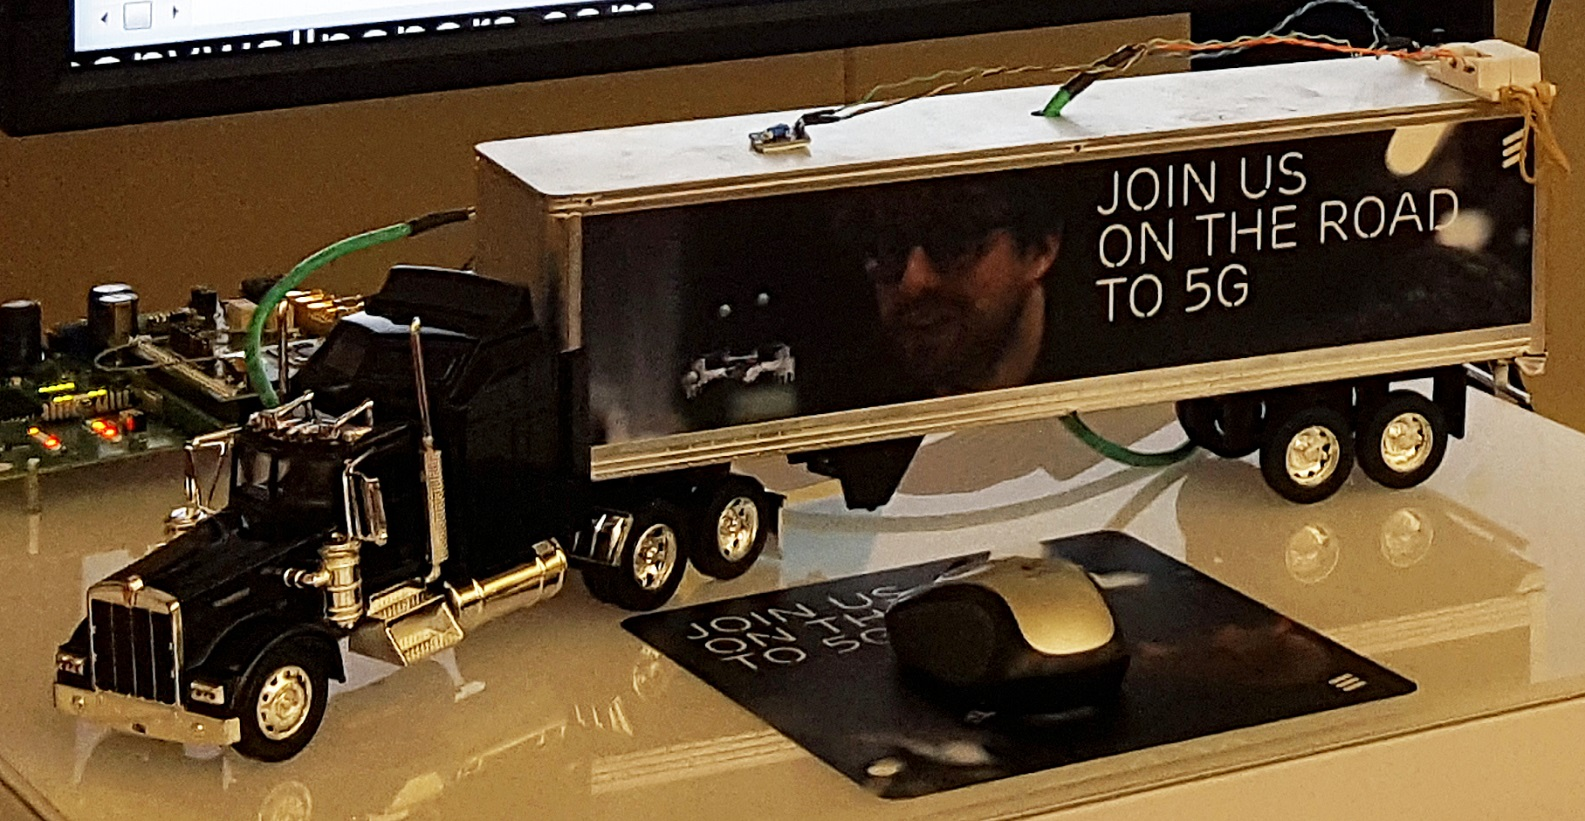 JOIN US
ON THE ROAD
TO 5G
JOIN US
ON THE
TO 5G